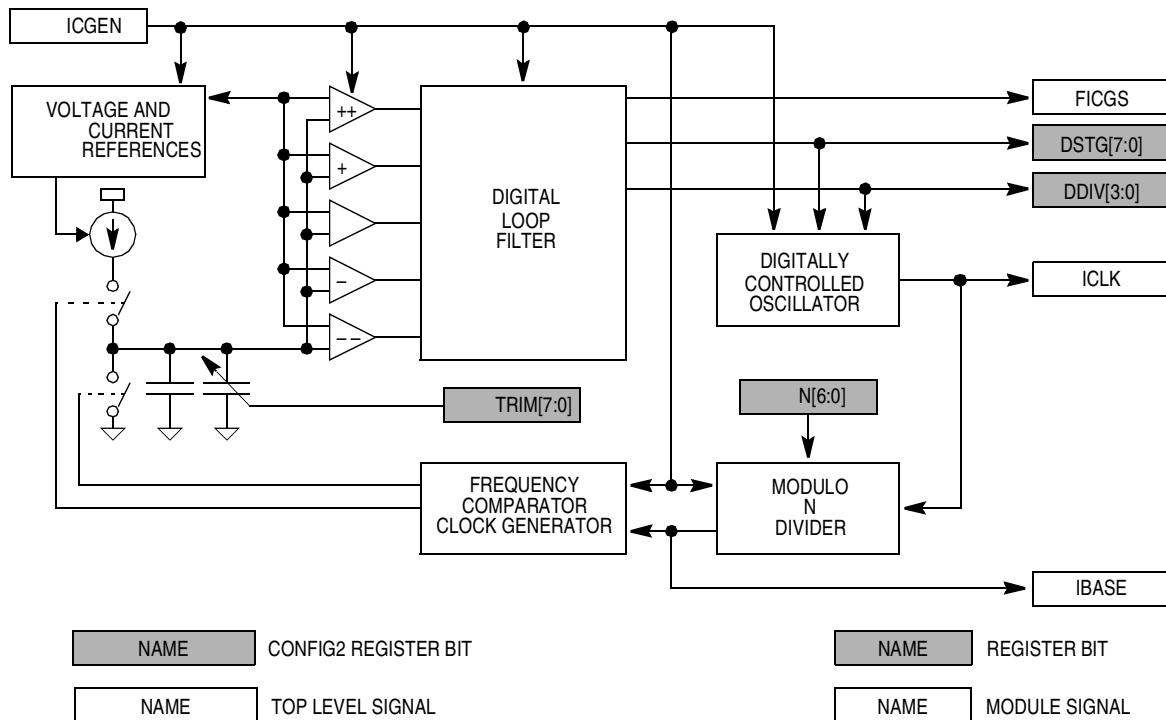 ICGEN
VOLTAGE AND
CURRENT
REFERENCES
++
+
−
− −
DIGITAL
LOOP
FILTER
FICGS
DSTG[7:0]
DDIV[3:0]
DIGITALLY
CONTROLLED
OSCILLATOR
ICLK
TRIM[7:0]
N[6:0]
FREQUENCY
COMPARATOR
CLOCK GENERATOR
MODULO
N
DIVIDER
IBASE
NAME CONFIG2 REGISTER BIT
NAME REGISTER BIT
NAME TOP LEVEL SIGNAL
NAME MODULE SIGNAL